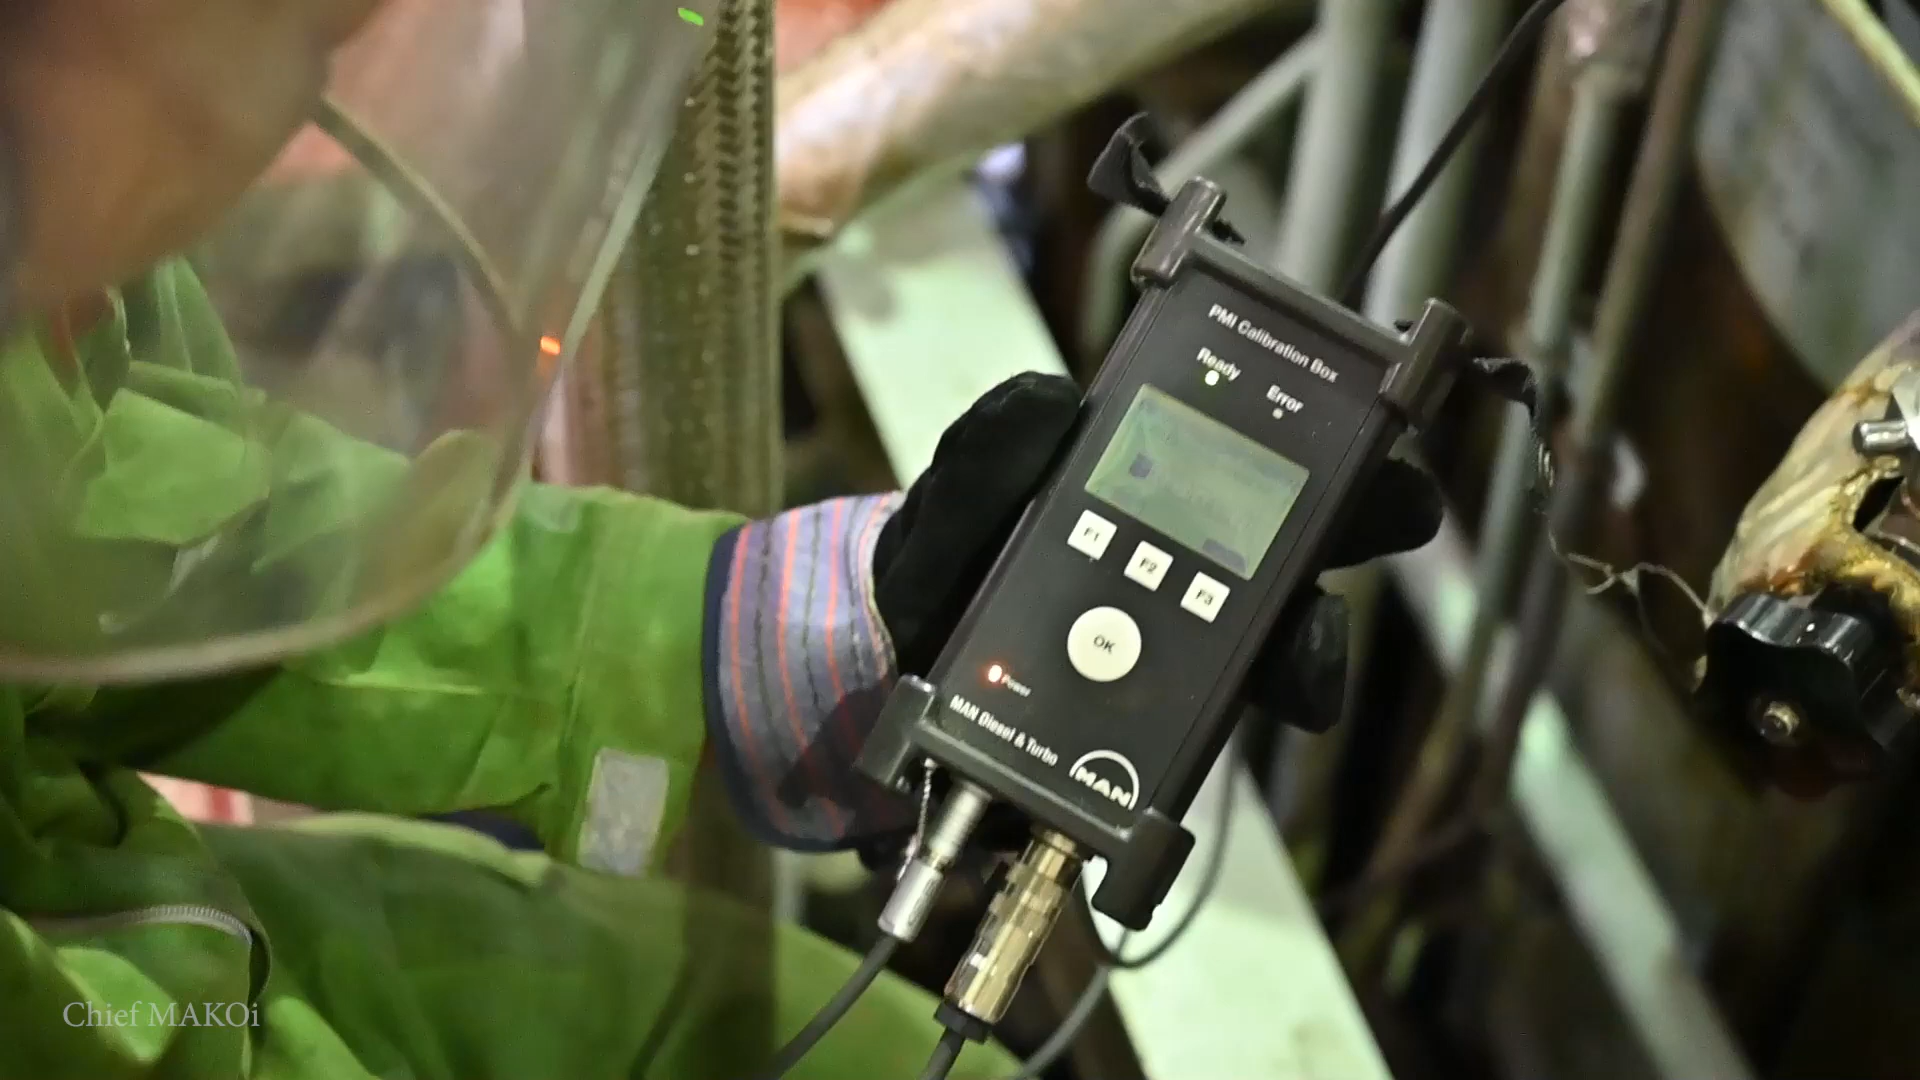 PMI Calibration Box
Ready
Error
F1
F2
F3
OK
Power
MAN Diesel & Turbo
MAN
Chief MAKOi